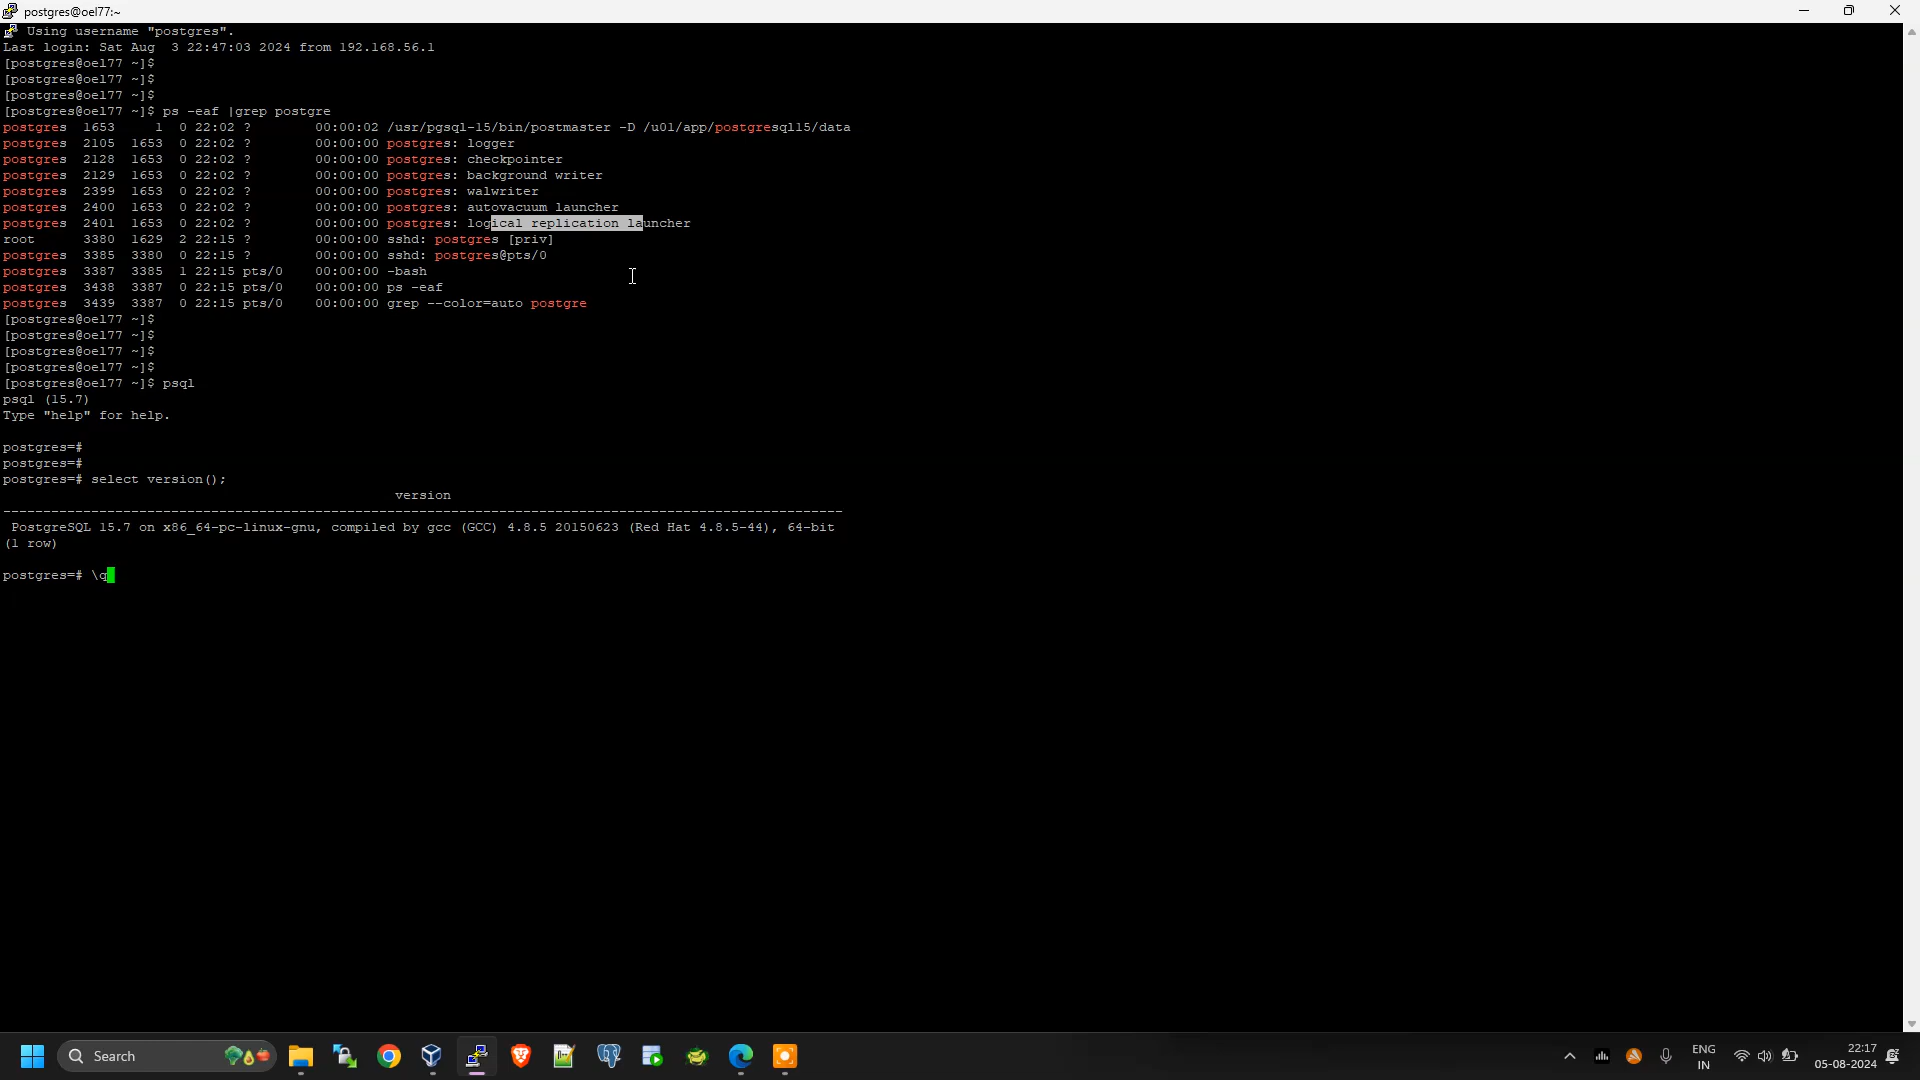 postgres@oel77:~
Using username "postgres".
Last login: Sat Aug  3 22:47:03 2024 from 192.168.56.1
[postgres@oel77 ~]$
[postgres@oel77 ~]$
[postgres@oel77 ~]$
[postgres@oel77 ~]$ ps -eaf |grep postgre
postgres  1653     1  0 22:02 ?        00:00:02 /usr/pgsql-15/bin/postmaster -D /u01/app/postgresql15/data
postgres  2105  1653  0 22:02 ?        00:00:00 postgres: logger
postgres  2128  1653  0 22:02 ?        00:00:00 postgres: checkpointer
postgres  2129  1653  0 22:02 ?        00:00:00 postgres: background writer
postgres  2399  1653  0 22:02 ?        00:00:00 postgres: walwriter
postgres  2400  1653  0 22:02 ?        00:00:00 postgres: autovacuum launcher
postgres  2401  1653  0 22:02 ?        00:00:00 postgres: logical replication launcher
root      3380  1629  2 22:15 ?        00:00:00 sshd: postgres [priv]
postgres  3385  3380  0 22:15 ?        00:00:00 sshd: postgres@pts/0
postgres  3387  3385  1 22:15 pts/0    00:00:00 -bash
postgres  3438  3387  0 22:15 pts/0    00:00:00 ps -eaf
postgres  3439  3387  0 22:15 pts/0    00:00:00 grep --color=auto postgre
[postgres@oel77 ~]$
[postgres@oel77 ~]$
[postgres@oel77 ~]$
[postgres@oel77 ~]$
[postgres@oel77 ~]$ psql
psql (15.7)
Type "help" for help.
postgres=#
postgres=#
postgres=# select version();
version
---------------------------------------------------------------------------------------------------------
PostgreSQL 15.7 on x86_64-pc-linux-gnu, compiled by gcc (GCC) 4.8.5 20150623 (Red Hat 4.8.5-44), 64-bit
(1 row)
postgres=# \q
Search
ENG
IN
22:17
05-08-2024